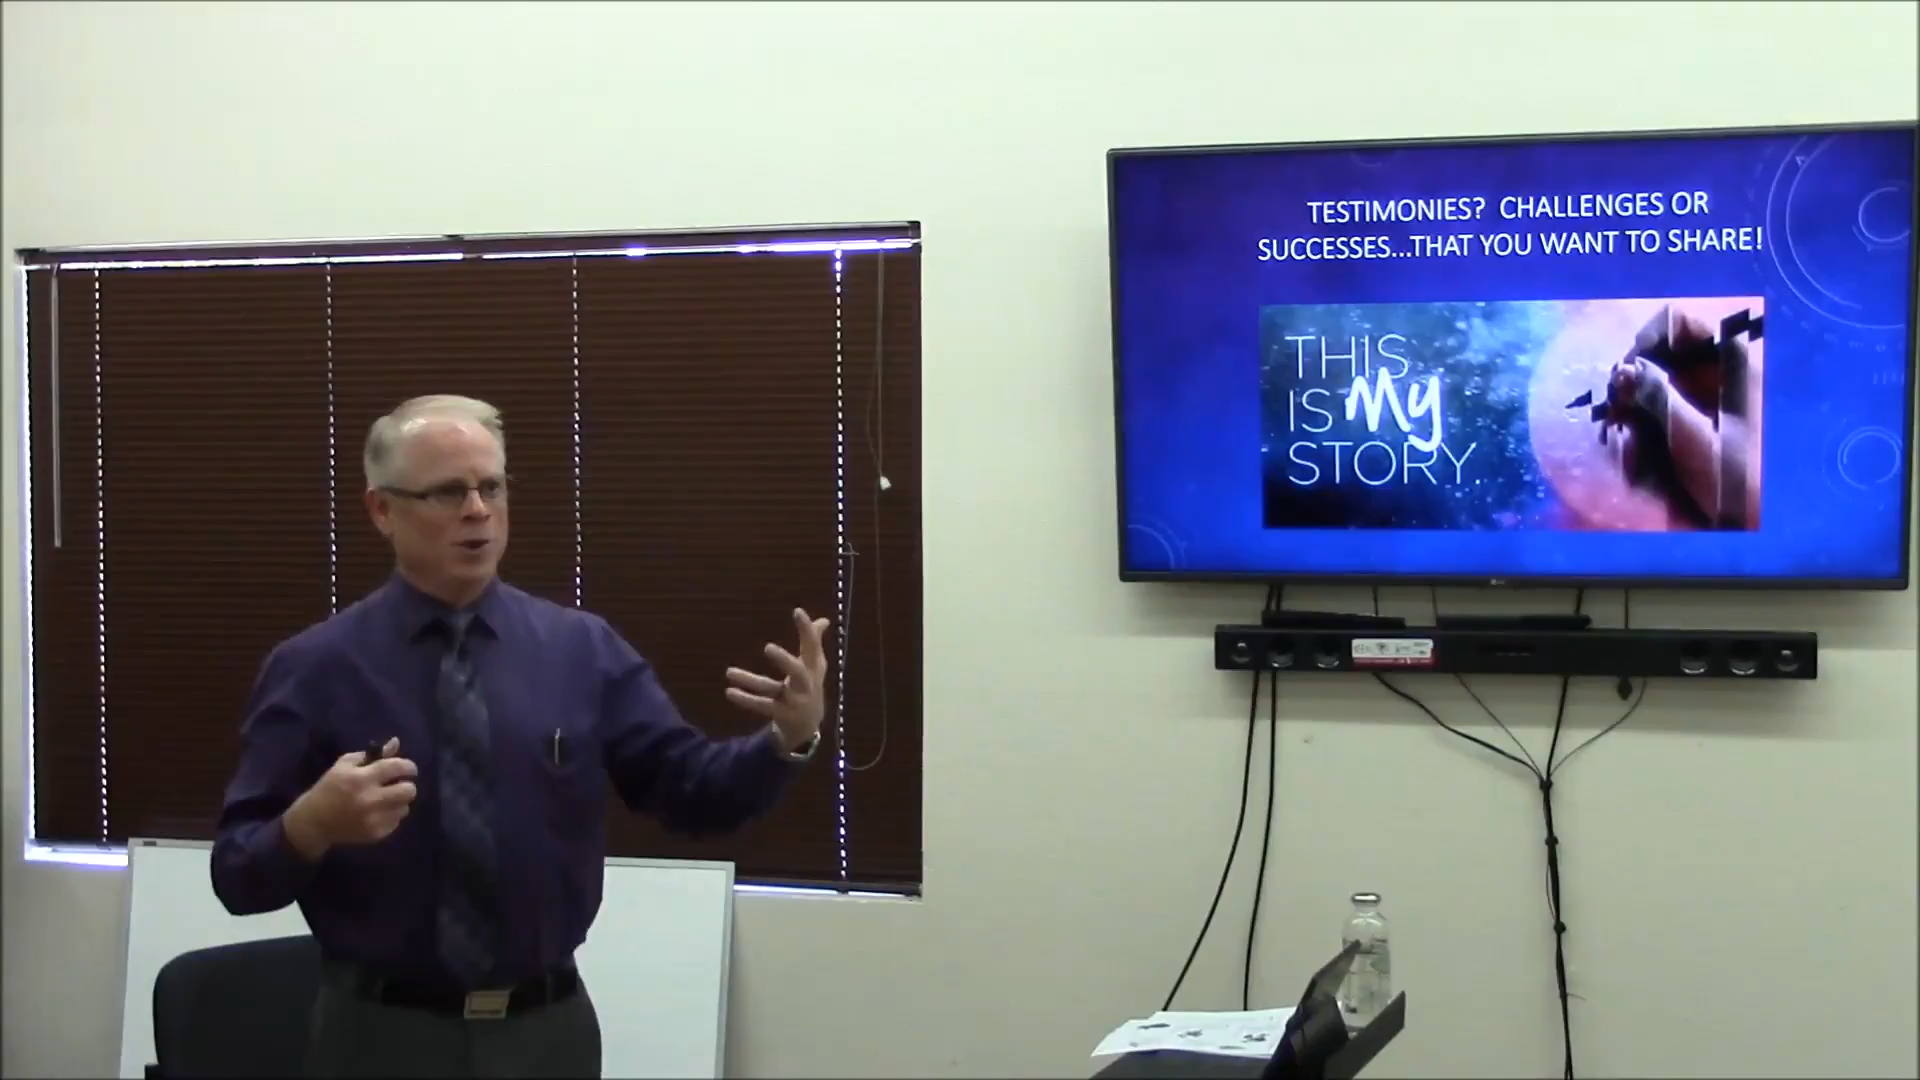 TESTIMONIES? CHALLENGES OR
SUCCESSES...THAT YOU WANT TO SHARE!
THIS
IS My
STORY.